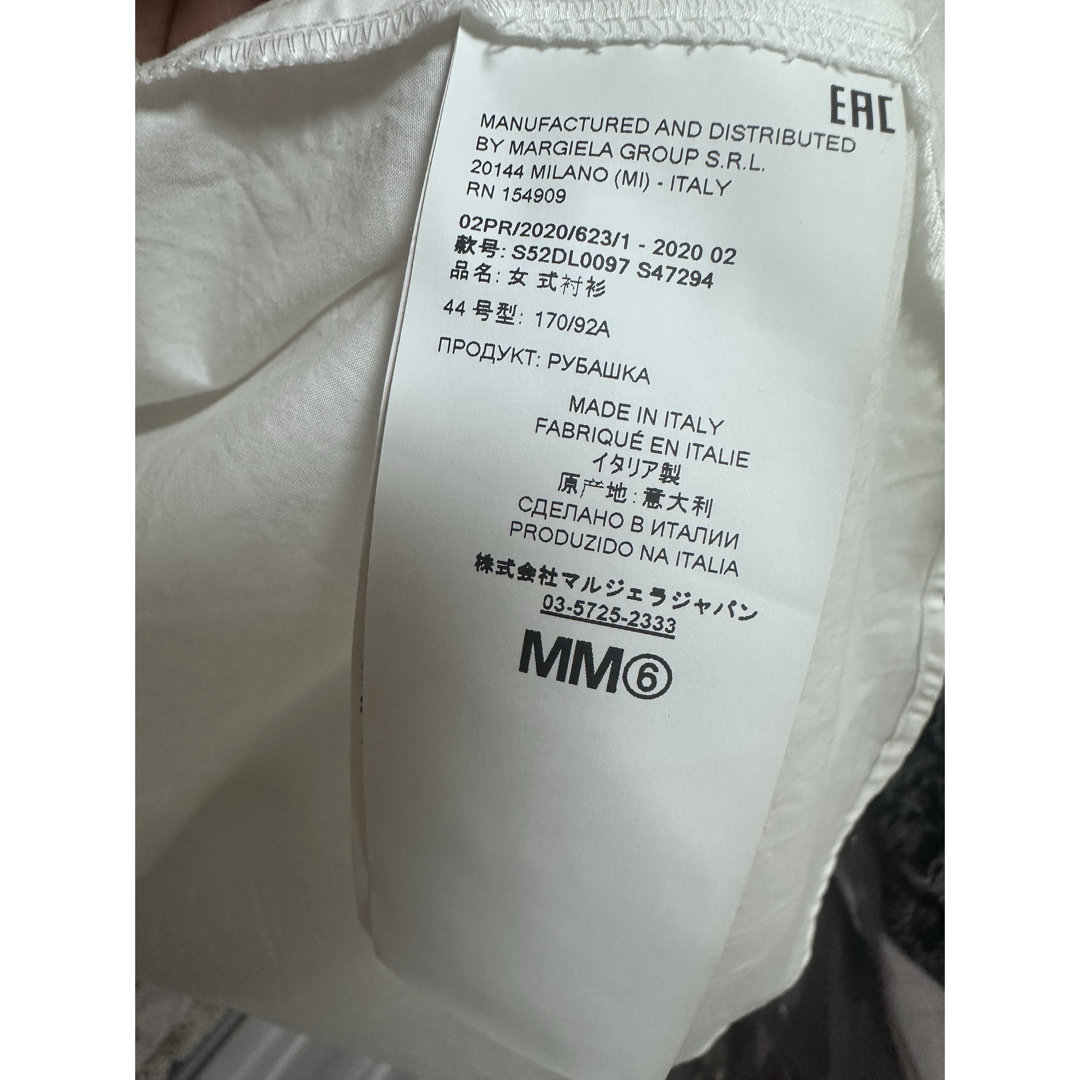 EAC
MANUFACTURED AND DISTRIBUTED
BY MARGIELA GROUP S.R.L.
20144 MILANO (MI) - ITALY
RN 154909
02PR/2020/623/1 - 2020 02
款号: S52DL0097 S47294
品名: 女 式衬衫
44 号型: 170/92A
ПРОДУКТ: РУБАШКА
MADE IN ITALY
FABRIQUÉ EN ITALIE
イタリア製
原产地: 意大利
СДЕЛАНО В ИТАЛИИ
PRODUZIDO NA ITALIA
株式会社マルジェラジャパン
03-5725-2333
MM⑥